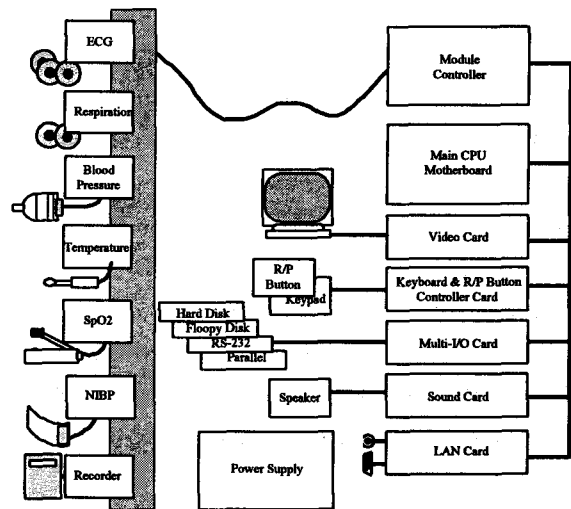 ECG
Respiration
Blood
Pressure
Temperature
SpO2
NIBP
Recorder
Module
Controller
Main CPU
Motherboard
Video Card
R/P
Button
Keypad
Keyboard & R/P Button
Controller Card
Hard Disk
Floopy Disk
RS-232
Parallel
Multi-I/O Card
Speaker
Sound Card
LAN Card
Power Supply